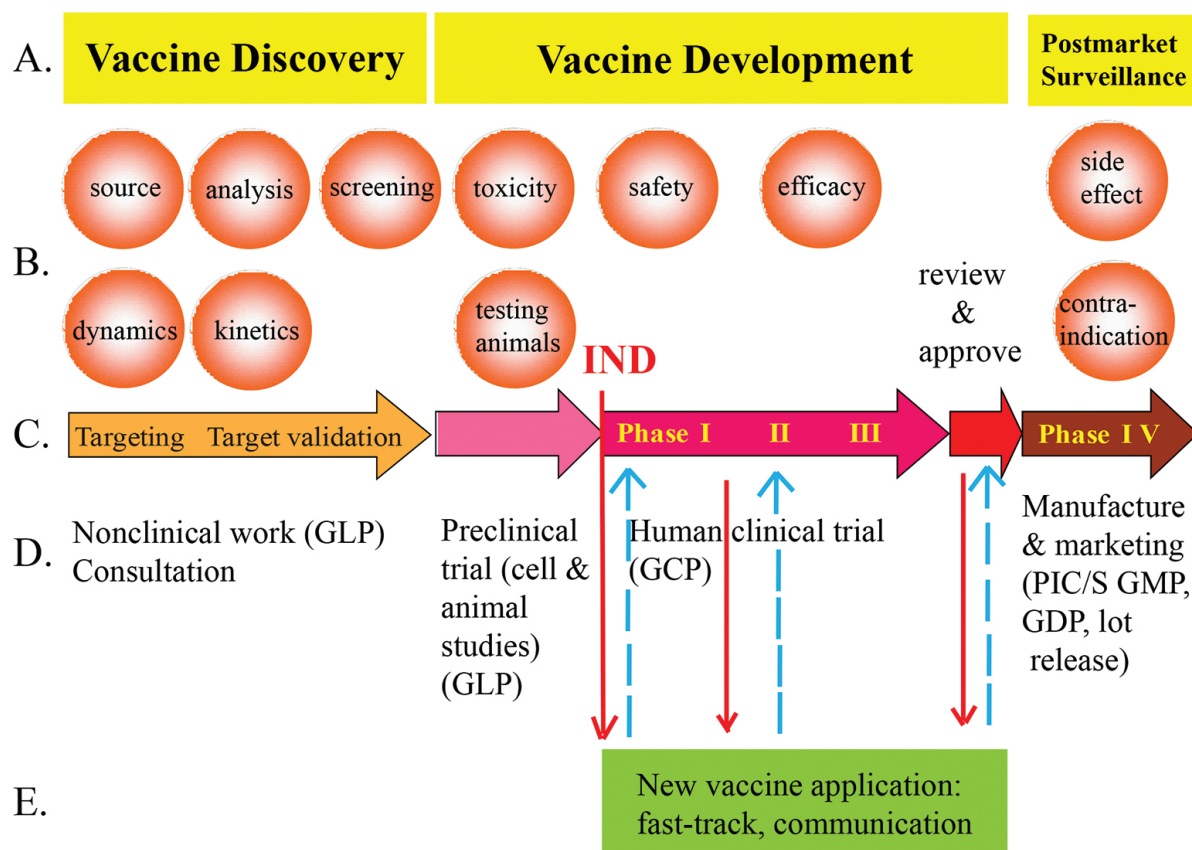 A.
Vaccine Discovery
Vaccine Development
Postmarket
Surveillance
B.
source
analysis
screening
toxicity
safety
efficacy
side
effect
dynamics
kinetics
testing
animals
review
&
approve
contra-
indication
IND
C.
Targeting
Target validation
Phase I
II
III
Phase I V
D.
Nonclinical work (GLP)
Consultation
Preclinical
trial (cell &
animal
studies)
(GLP)
Human clinical trial
(GCP)
Manufacture
& marketing
(PIC/S GMP,
GDP, lot
release)
E.
New vaccine application:
fast-track, communication